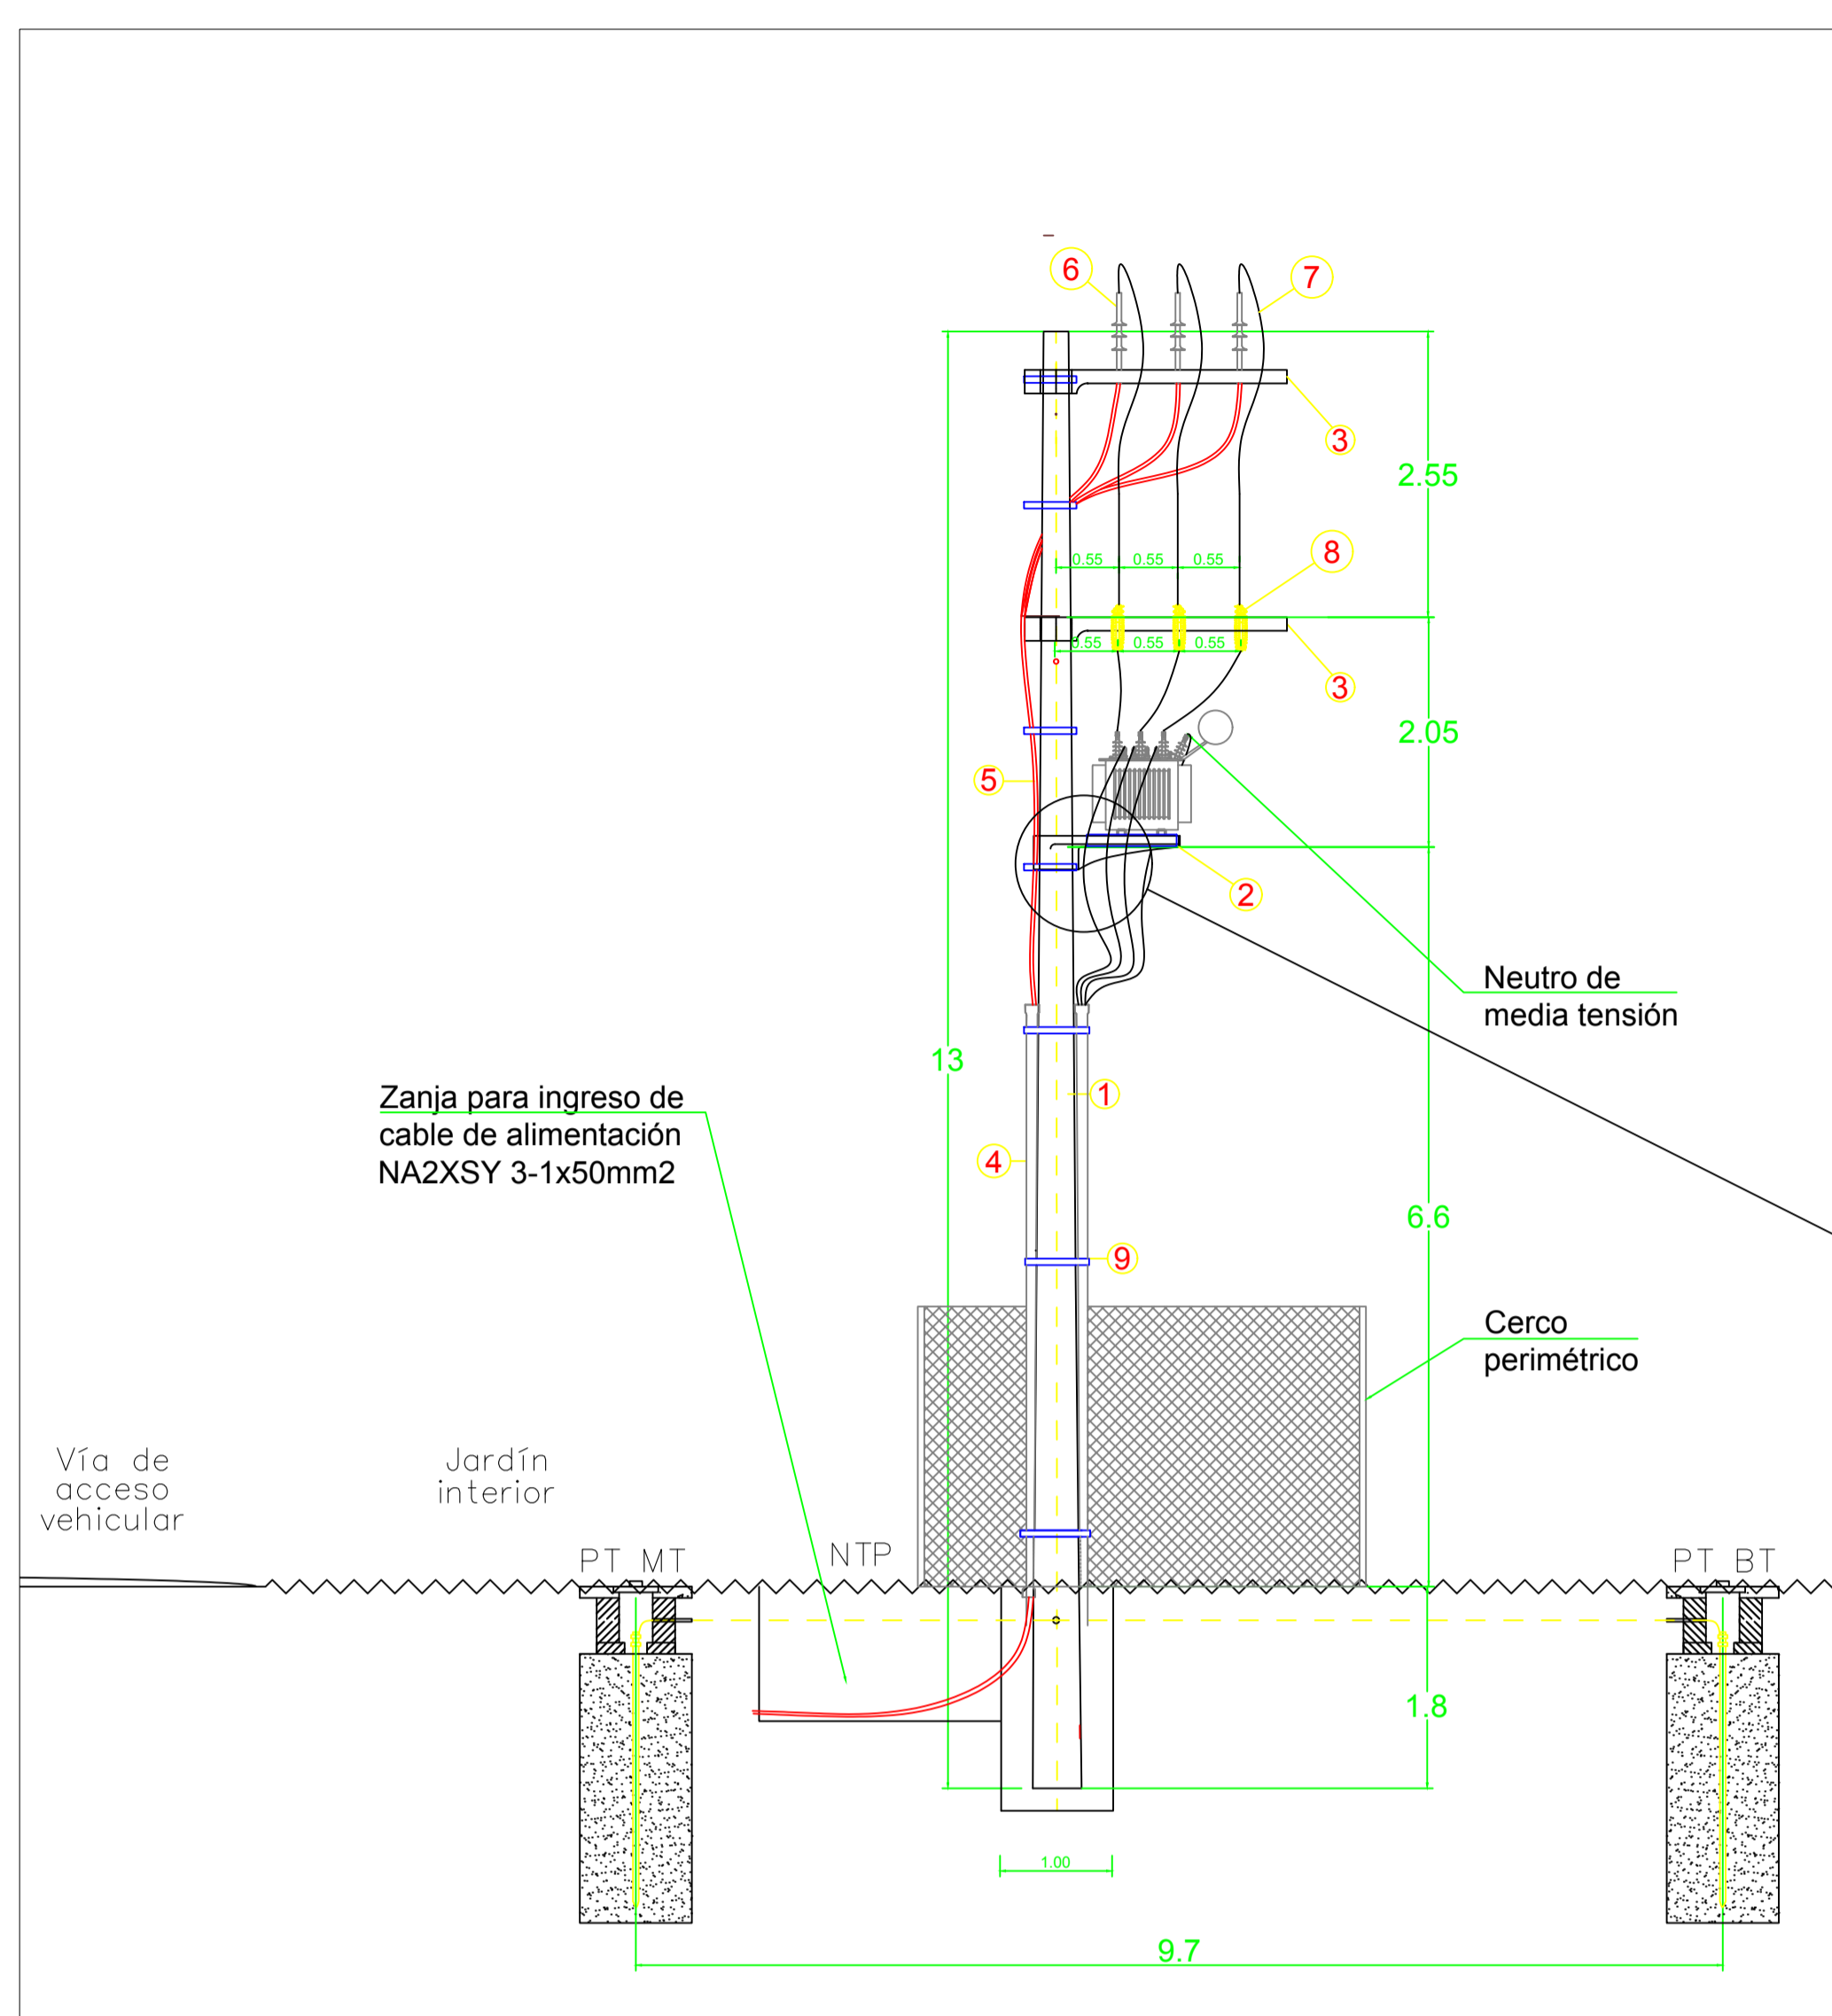 6
7
3
2.55
8
0.55 0.55 0.55
0.55 0.55 0.55
3
2.05
5
2
Neutro de
media tensión
13
1
Zanja para ingreso de
cable de alimentación
NA2XSY 3-1x50mm2
4
6.6
9
Cerco
perimétrico
Vía de
acceso
vehicular
Jardín
interior
PT MT
NTP
PT BT
1.8
1.00
9.7